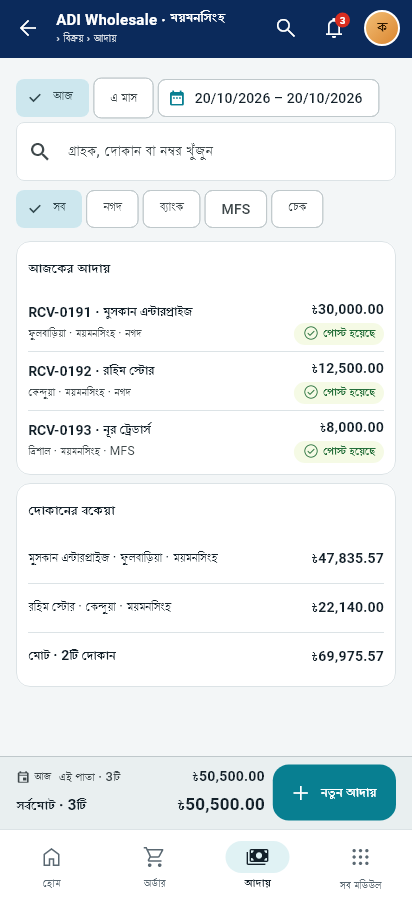 ADI Wholesale · ময়মনসিংহ
› বিক্রয় › আদায়
3
ক
আজ
এ মাস
20/10/2026 – 20/10/2026
গ্রাহক, দোকান বা নম্বর খুঁজুন
সব
নগদ
ব্যাংক
MFS
চেক
আজকের আদায়
RCV-0191 · মুসকান এন্টারপ্রাইজ
৳30,000.00
ফুলবাড়িয়া · ময়মনসিংহ · নগদ
পোস্ট হয়েছে
RCV-0192 · রহিম স্টোর
৳12,500.00
কেন্দুয়া · ময়মনসিংহ · নগদ
পোস্ট হয়েছে
RCV-0193 · নূর ট্রেডার্স
৳8,000.00
ত্রিশাল · ময়মনসিংহ · MFS
পোস্ট হয়েছে
দোকানের বকেয়া
মুসকান এন্টারপ্রাইজ · ফুলবাড়িয়া · ময়মনসিংহ
৳47,835.57
রহিম স্টোর · কেন্দুয়া · ময়মনসিংহ
৳22,140.00
মোট · 2টি দোকান
৳69,975.57
আজ এই পাতা · 3টি
৳50,500.00
সর্বমোট · 3টি
৳50,500.00
নতুন আদায়
হোম
অর্ডার
আদায়
সব মডিউল